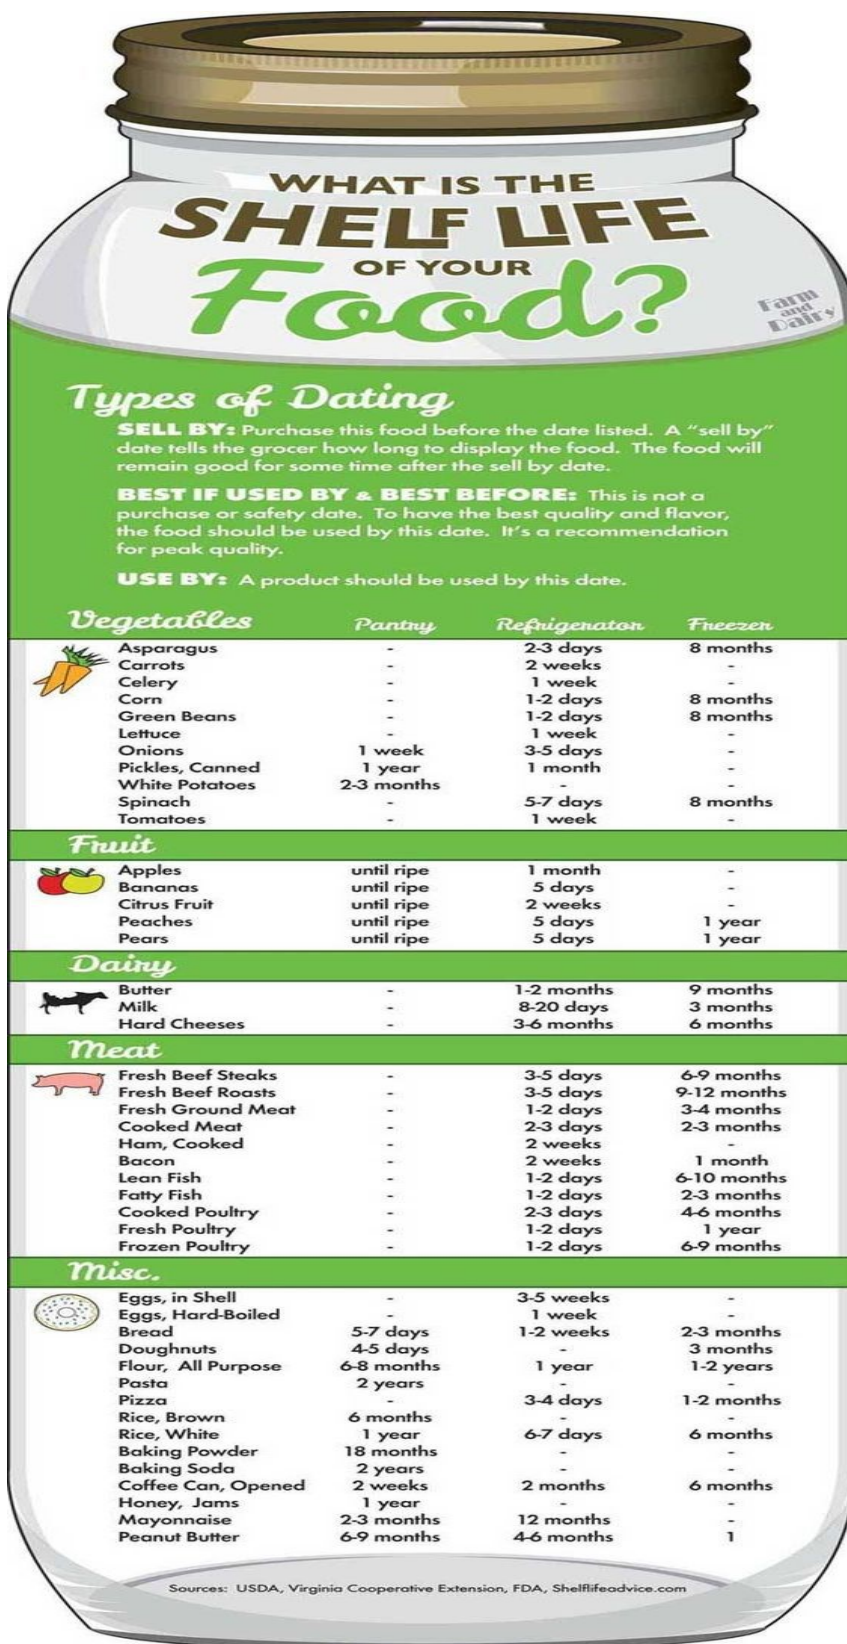 WHAT IS THE
SHELF LIFE
OF YOUR
Food?
Farm
and
Dairy
Types of Dating
SELL BY: Purchase this food before the date listed. A "sell by"
date tells the grocer how long to display the food. The food will
remain good for some time after the sell by date.
BEST IF USED BY & BEST BEFORE: This is not a
purchase or safety date. To have the best quality and flavor,
the food should be used by this date. It's a recommendation
for peak quality.
USE BY: A product should be used by this date.
Vegetables Pantry Refrigerator Freezer
Asparagus - 2-3 days 8 months
Carrots - 2 weeks -
Celery - 1 week -
Corn - 1-2 days 8 months
Green Beans - 1-2 days 8 months
Lettuce - 1 week -
Onions 1 week 3-5 days -
Pickles, Canned 1 year 1 month -
White Potatoes 2-3 months - -
Spinach - 5-7 days 8 months
Tomatoes - 1 week -
Fruit
Apples until ripe 1 month -
Bananas until ripe 5 days -
Citrus Fruit until ripe 2 weeks -
Peaches until ripe 5 days 1 year
Pears until ripe 5 days 1 year
Dairy
Butter - 1-2 months 9 months
Milk - 8-20 days 3 months
Hard Cheeses - 3-6 months 6 months
Meat
Fresh Beef Steaks - 3-5 days 6-9 months
Fresh Beef Roasts - 3-5 days 9-12 months
Fresh Ground Meat - 1-2 days 3-4 months
Cooked Meat - 2-3 days 2-3 months
Ham, Cooked - 2 weeks -
Bacon - 2 weeks 1 month
Lean Fish - 1-2 days 6-10 months
Fatty Fish - 1-2 days 2-3 months
Cooked Poultry - 2-3 days 4-6 months
Fresh Poultry - 1-2 days 1 year
Frozen Poultry - 1-2 days 6-9 months
Misc.
Eggs, in Shell - 3-5 weeks -
Eggs, Hard-Boiled - 1 week -
Bread 5-7 days 1-2 weeks 2-3 months
Doughnuts 4-5 days - 3 months
Flour, All Purpose 6-8 months 1 year 1-2 years
Pasta 2 years - -
Pizza - 3-4 days 1-2 months
Rice, Brown 6 months - -
Rice, White 1 year 6-7 days 6 months
Baking Powder 18 months - -
Baking Soda 2 years - -
Coffee Can, Opened 2 weeks 2 months 6 months
Honey, Jams 1 year - -
Mayonnaise 2-3 months 12 months -
Peanut Butter 6-9 months 4-6 months 1
Sources: USDA, Virginia Cooperative Extension, FDA, Shelflifeadvice.com